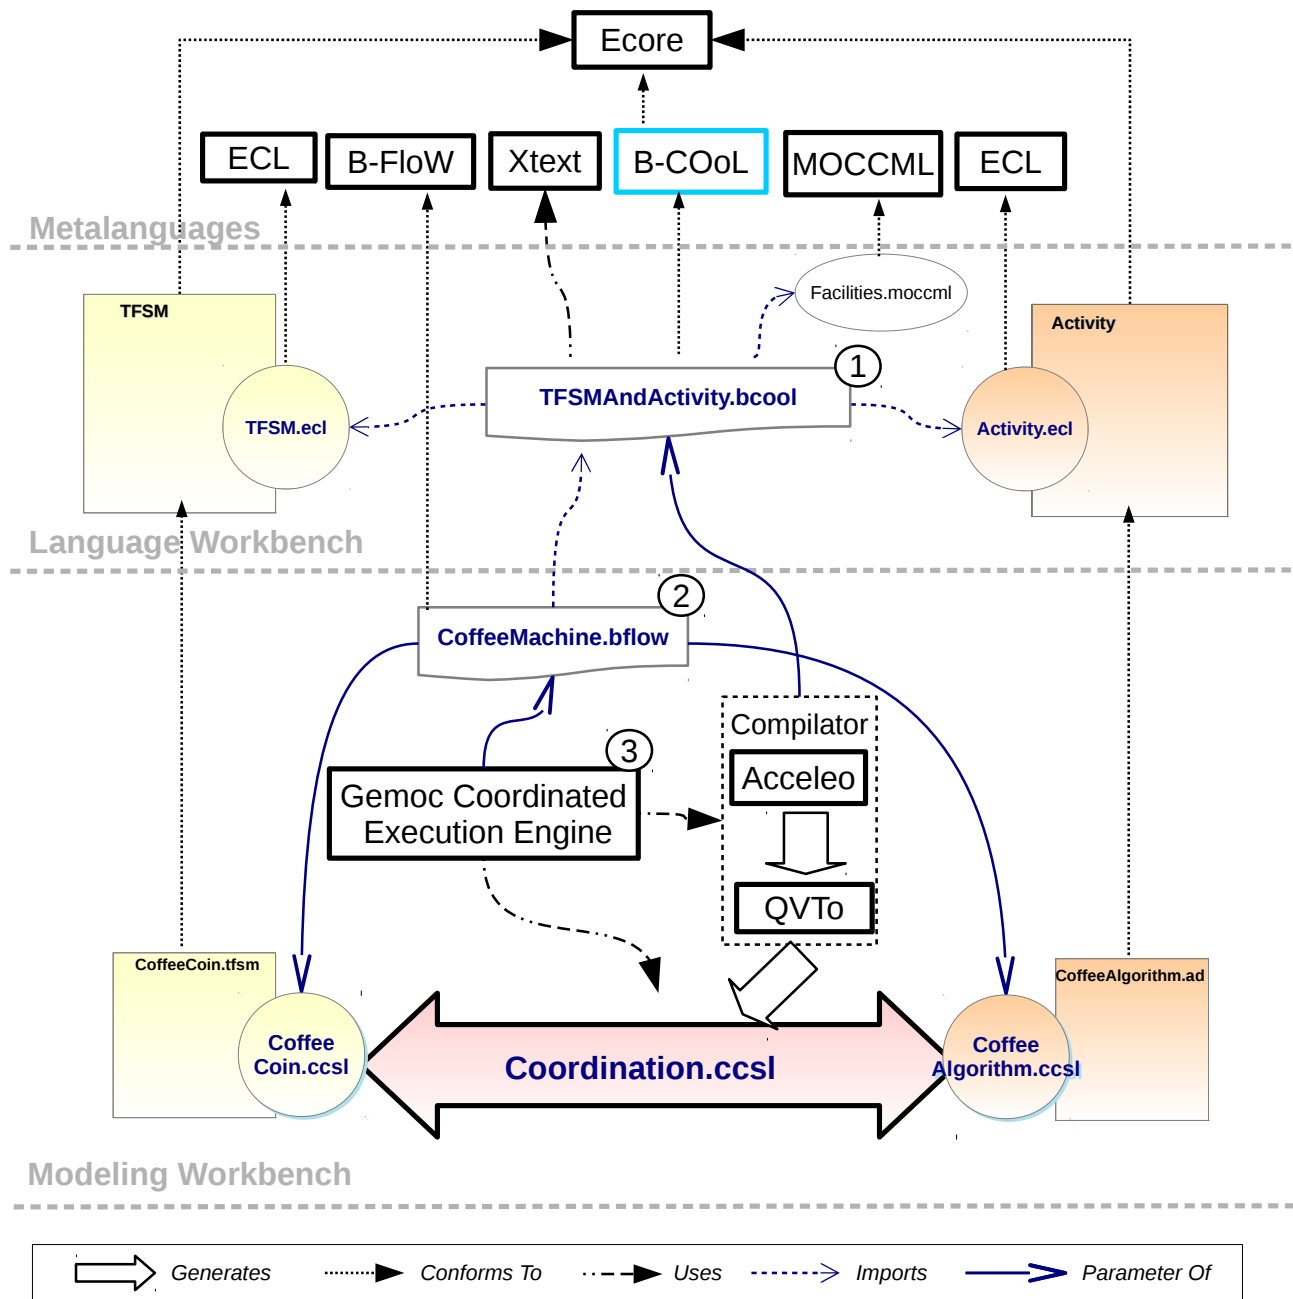 Ecore
ECL
B-FloW
Xtext
B-COoL
MOCCML
ECL
Metalanguages
Facilities.moccml
TFSM
Activity
1
TFSMAndActivity.bcool
TFSM.ecl
Activity.ecl
Language Workbench
2
CoffeeMachine.bflow
Compilator
3
Acceleo
Gemoc Coordinated
Execution Engine
QVTo
CoffeeCoin.tfsm
CoffeeAlgorithm.ad
Coffee
Coin.ccsl
Coordination.ccsl
Coffee
Algorithm.ccsl
Modeling Workbench
Generates
Conforms To
Uses
Imports
Parameter Of